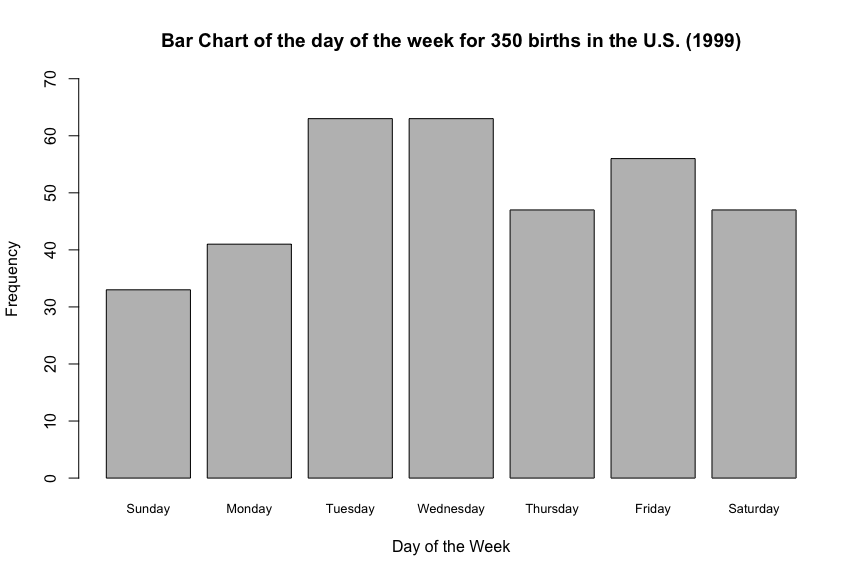 Bar Chart of the day of the week for 350 births in the U.S. (1999)
70
60
50
40
30
20
10
0
Frequency
Sunday Monday Tuesday Wednesday Thursday Friday Saturday
Day of the Week